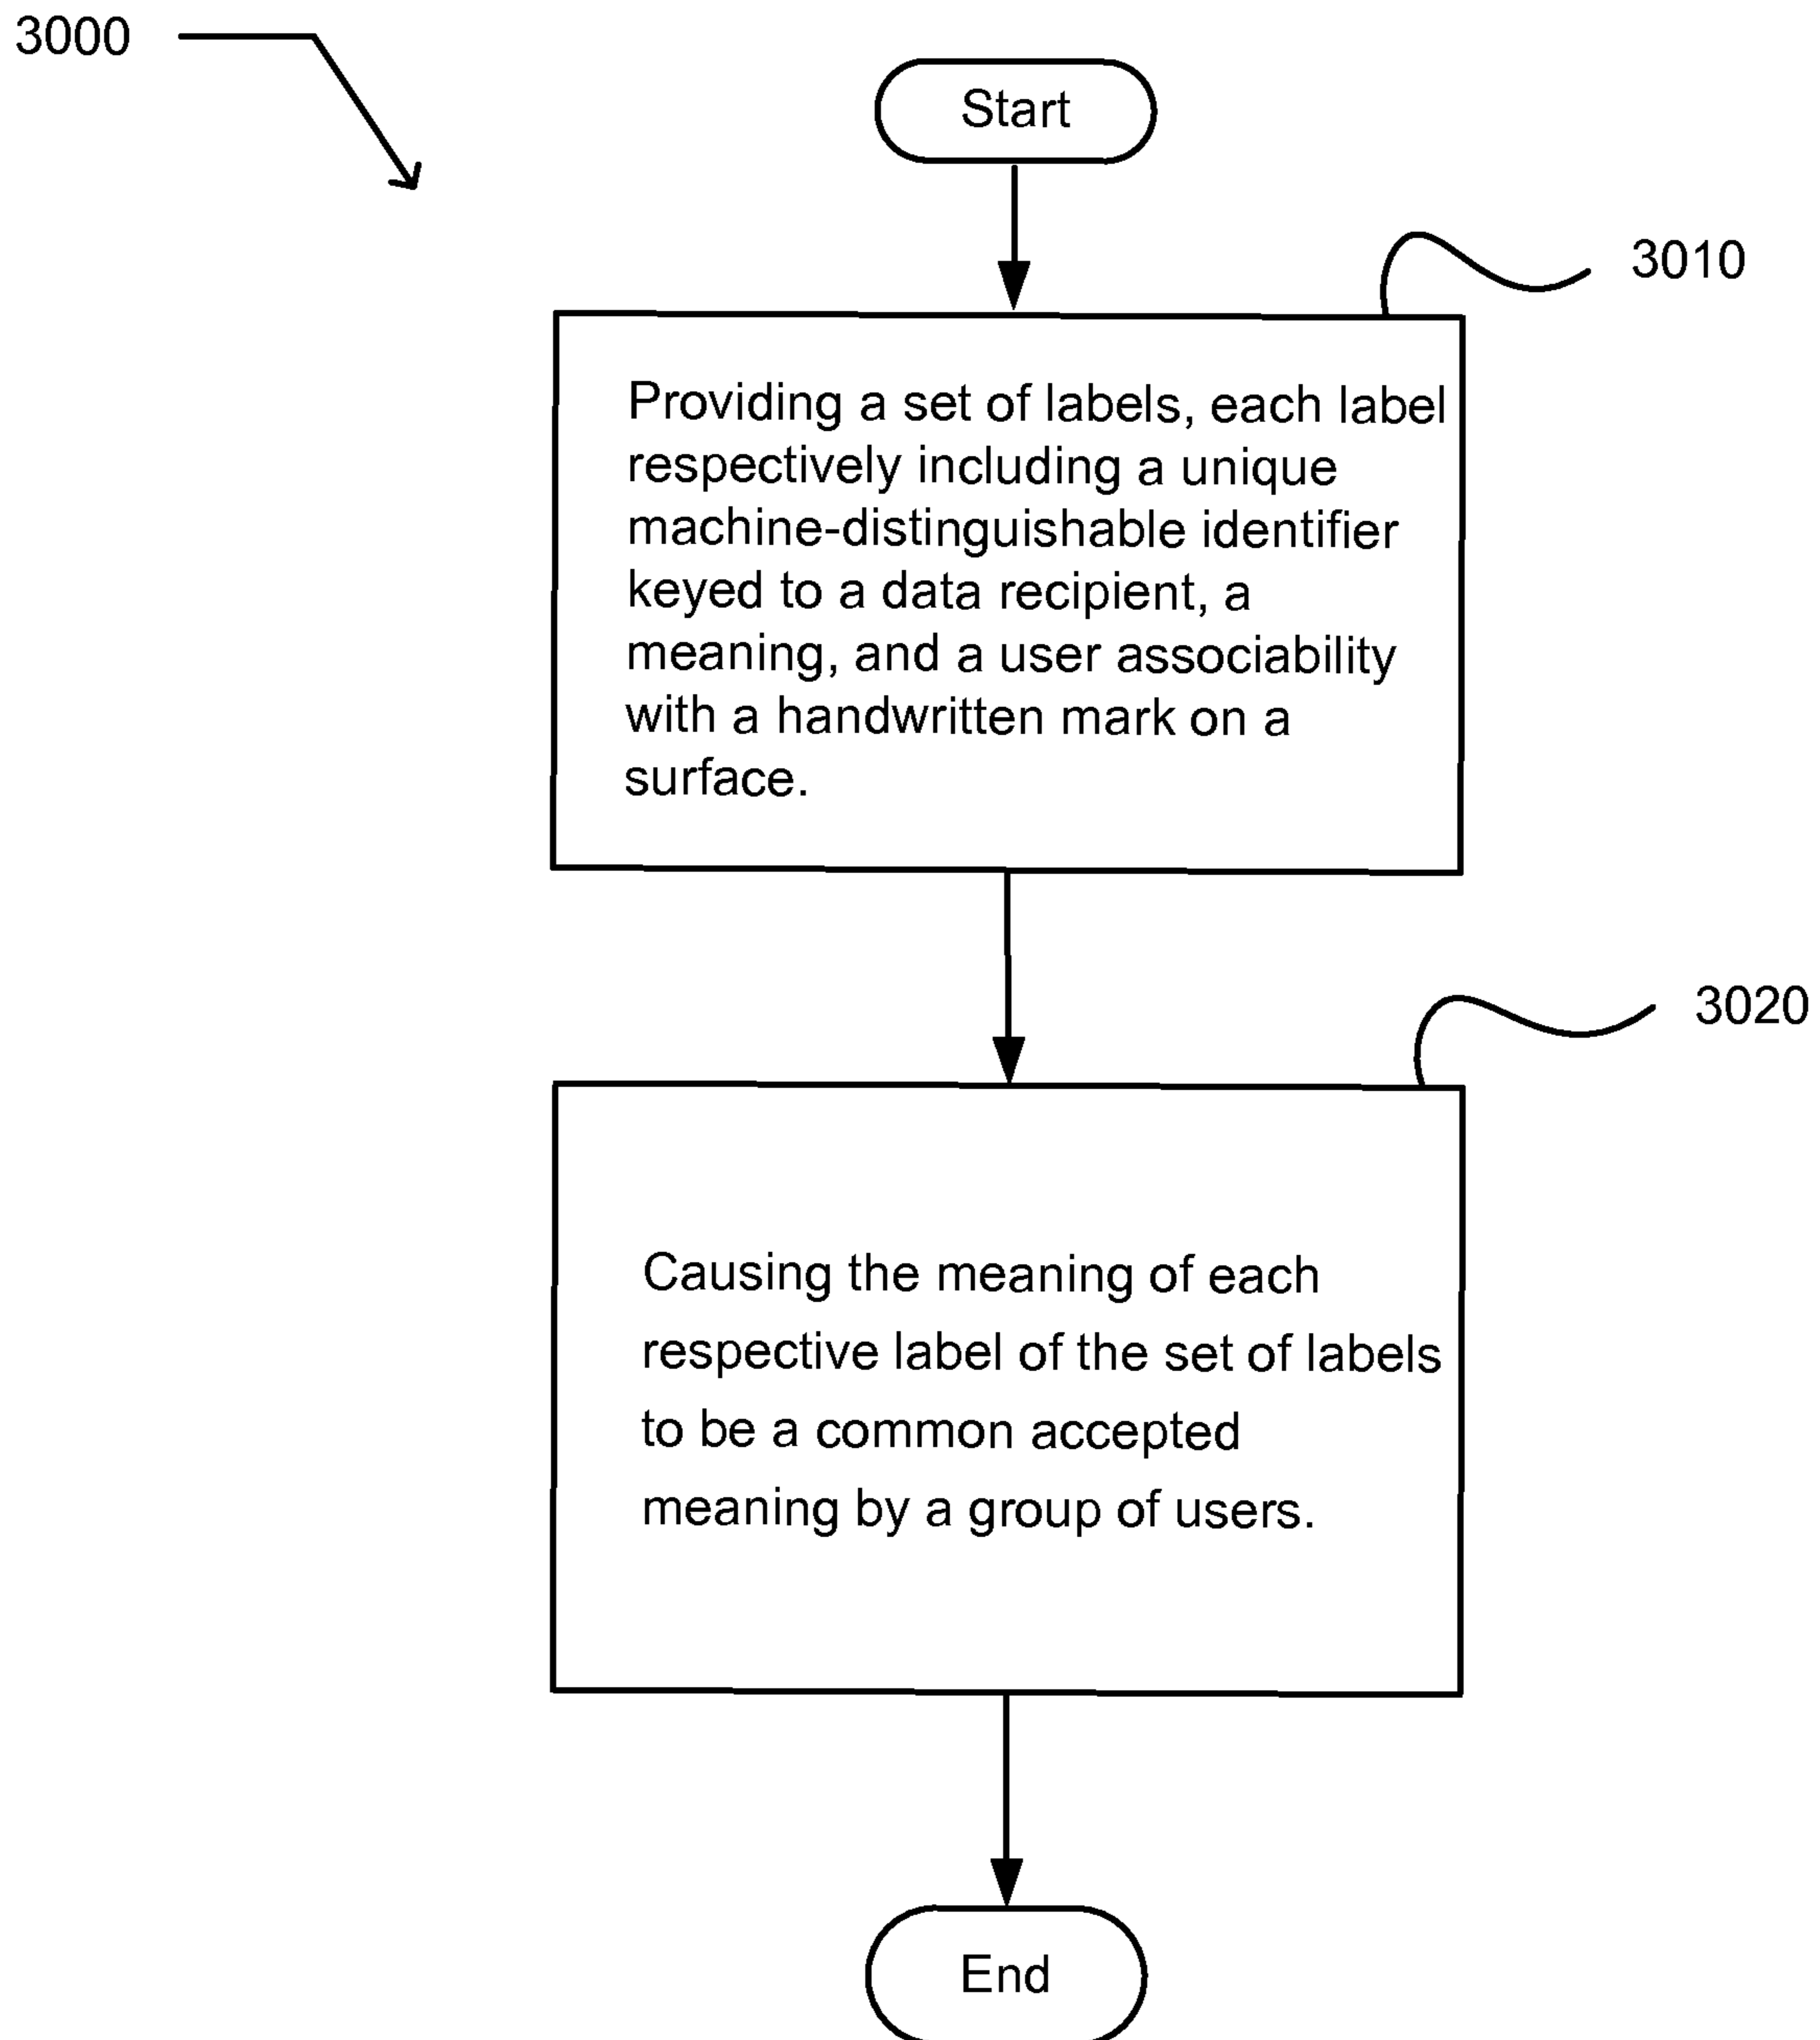 3000
Start
3010
Providing a set of labels, each label
respectively including a unique
machine-distinguishable identifier
keyed to a data recipient, a
meaning, and a user associability
with a handwritten mark on a
surface.
3020
Causing the meaning of each
respective label of the set of labels
to be a common accepted
meaning by a group of users.
End